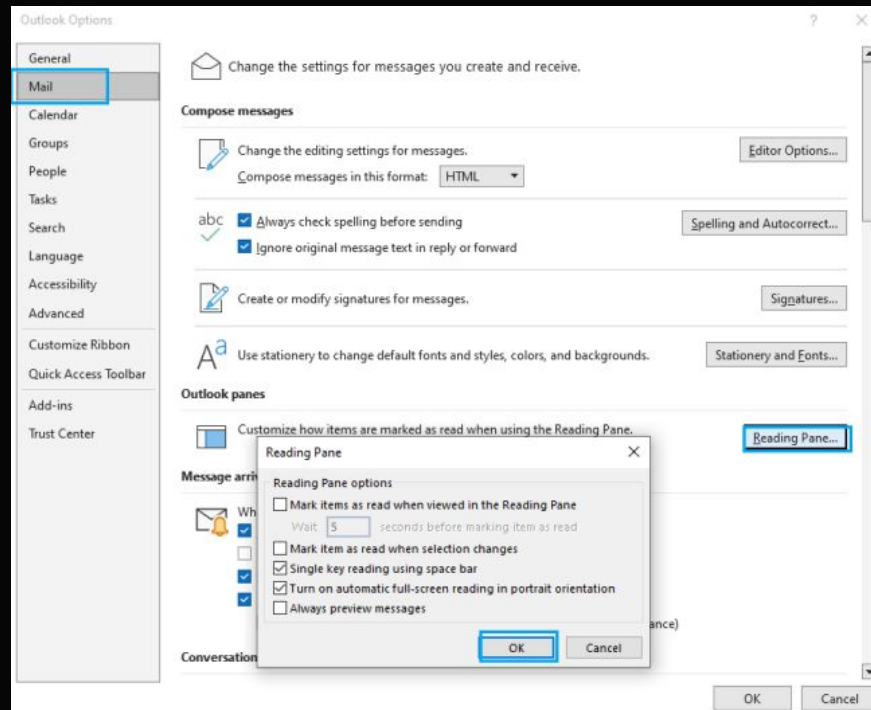 Outlook Options
?
General
Mail
Calendar
Groups
People
Tasks
Search
Language
Accessibility
Advanced
Customize Ribbon
Quick Access Toolbar
Add-ins
Trust Center
Change the settings for messages you create and receive.
Compose messages
Change the editing settings for messages.
Editor Options...
Compose messages in this format: HTML
abc
Always check spelling before sending
Spelling and Autocorrect...
Ignore original message text in reply or forward
Create or modify signatures for messages.
Signatures...
Aa
Use stationery to change default fonts and styles, colors, and backgrounds.
Stationery and Fonts...
Outlook panes
Customize how items are marked as read when using the Reading Pane.
Reading Pane...
Message arri
Wh
ance)
Conversation
Reading Pane
Reading Pane options
Mark items as read when viewed in the Reading Pane
Wait 5 seconds before marking item as read
Mark item as read when selection changes
Single key reading using space bar
Turn on automatic full-screen reading in portrait orientation
Always preview messages
OK
Cancel
OK
Cancel